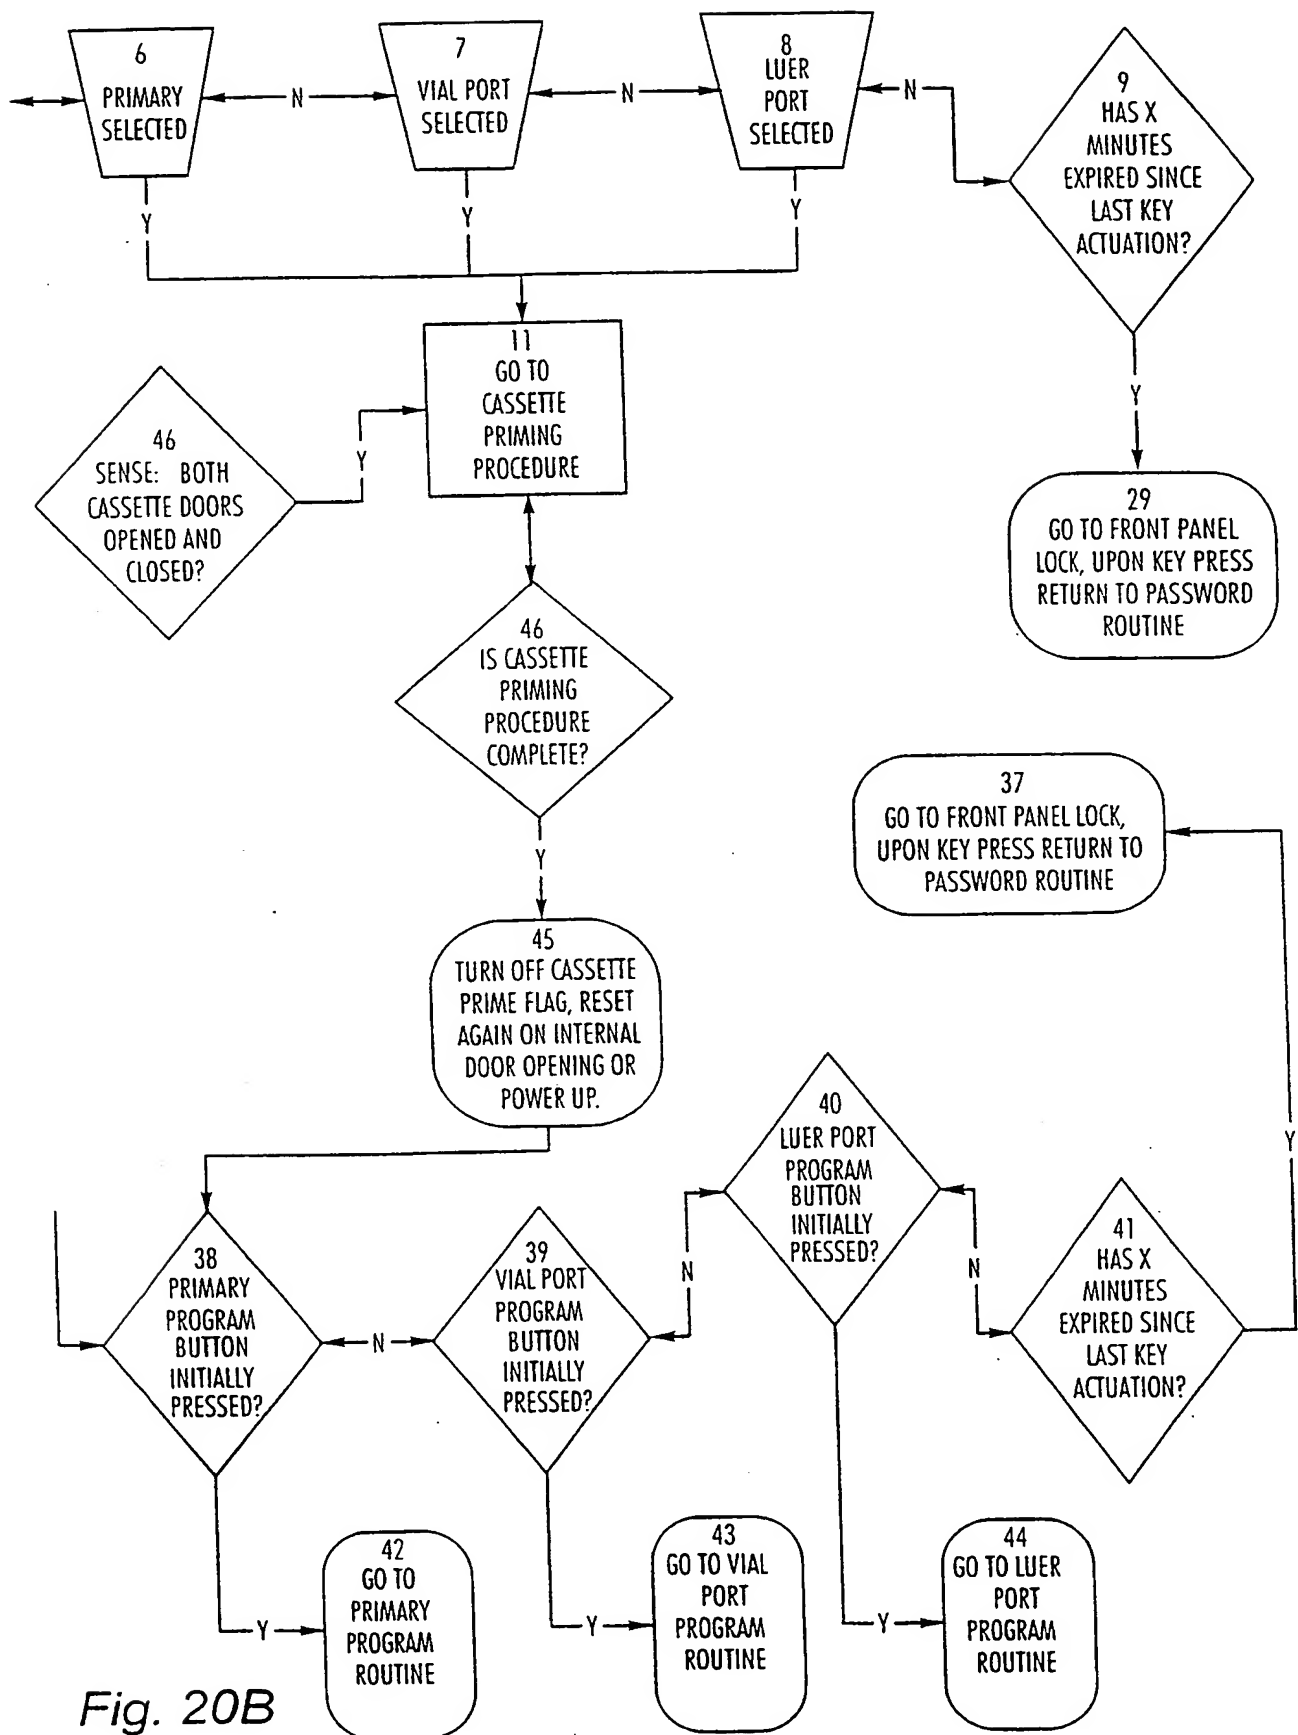 6
PRIMARY
SELECTED
N
7
VIAL PORT
SELECTED
N
8
LUER
PORT
SELECTED
N
9
HAS X
MINUTES
EXPIRED SINCE
LAST KEY
ACTUATION?
Y
Y
Y
Y
11
GO TO
CASSETTE
PRIMING
PROCEDURE
46
SENSE: BOTH
CASSETTE DOORS
OPENED AND
CLOSED?
Y
29
GO TO FRONT PANEL
LOCK, UPON KEY PRESS
RETURN TO PASSWORD
ROUTINE
46
IS CASSETTE
PRIMING
PROCEDURE
COMPLETE?
Y
37
GO TO FRONT PANEL LOCK,
UPON KEY PRESS RETURN TO
PASSWORD ROUTINE
45
TURN OFF CASSETTE
PRIME FLAG, RESET
AGAIN ON INTERNAL
DOOR OPENING OR
POWER UP.
38
PRIMARY
PROGRAM
BUTTON
INITIALLY
PRESSED?
N
39
VIAL PORT
PROGRAM
BUTTON
INITIALLY
PRESSED?
N
40
LUER PORT
PROGRAM
BUTTON
INITIALLY
PRESSED?
N
41
HAS X
MINUTES
EXPIRED SINCE
LAST KEY
ACTUATION?
Y
Y
42
GO TO
PRIMARY
PROGRAM
ROUTINE
Y
43
GO TO VIAL
PORT
PROGRAM
ROUTINE
Y
44
GO TO LUER
PORT
PROGRAM
ROUTINE
Fig. 20B